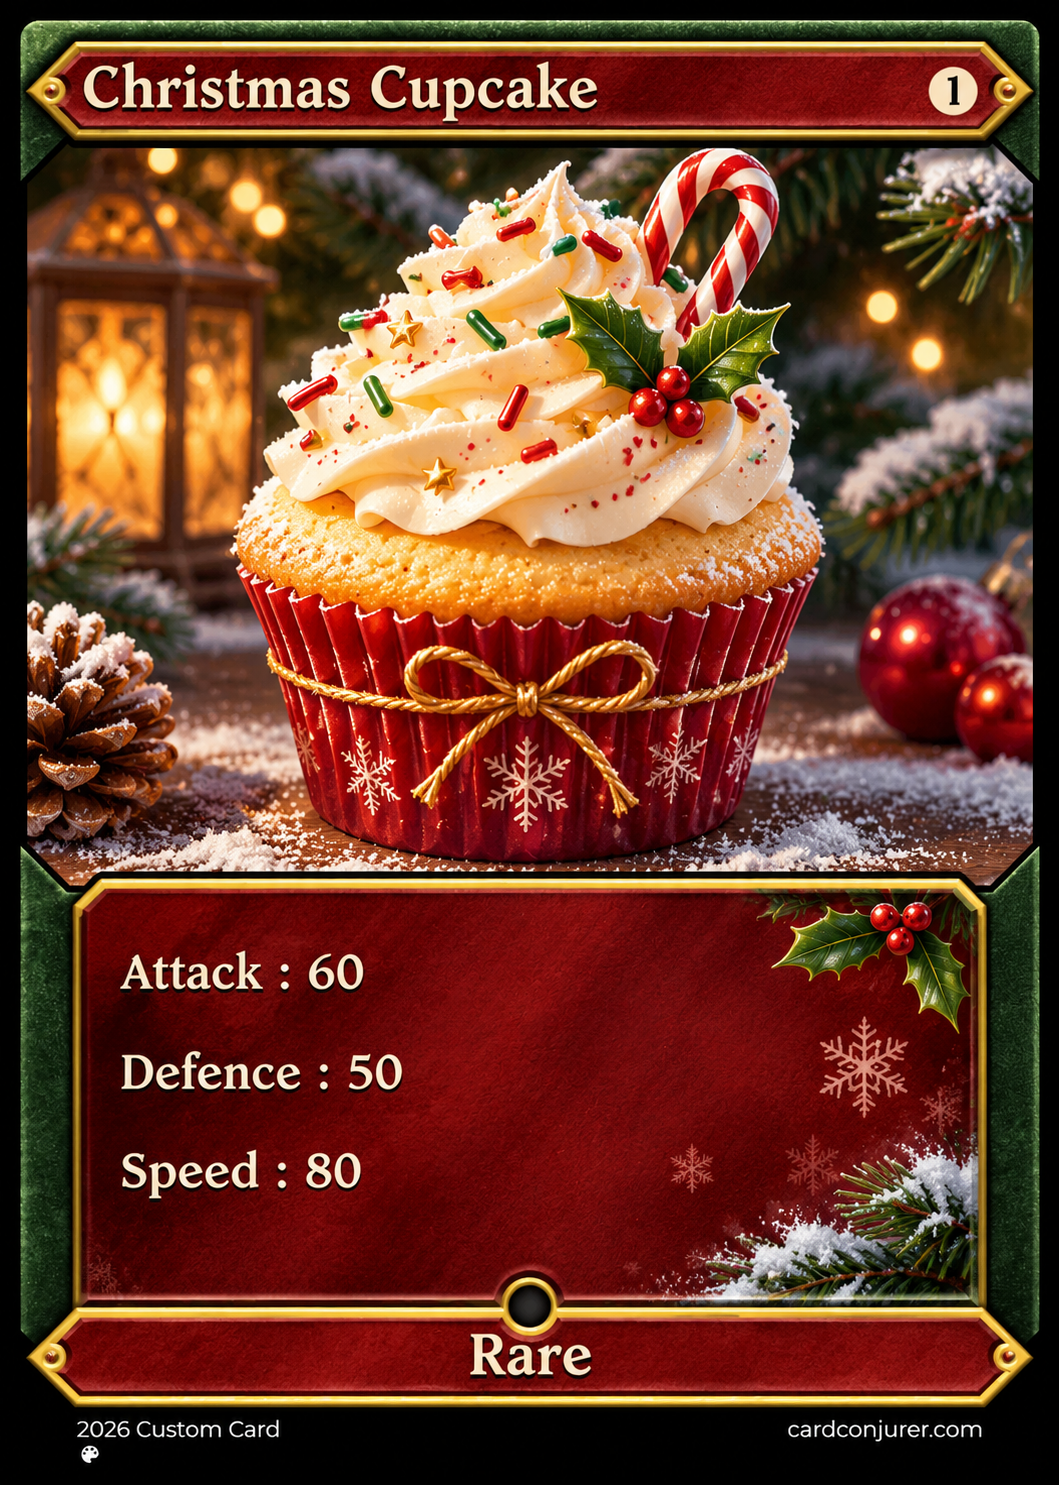 Christmas Cupcake
1
Attack : 60
Defence : 50
Speed : 80
Rare
2026 Custom Card
cardconjurer.com